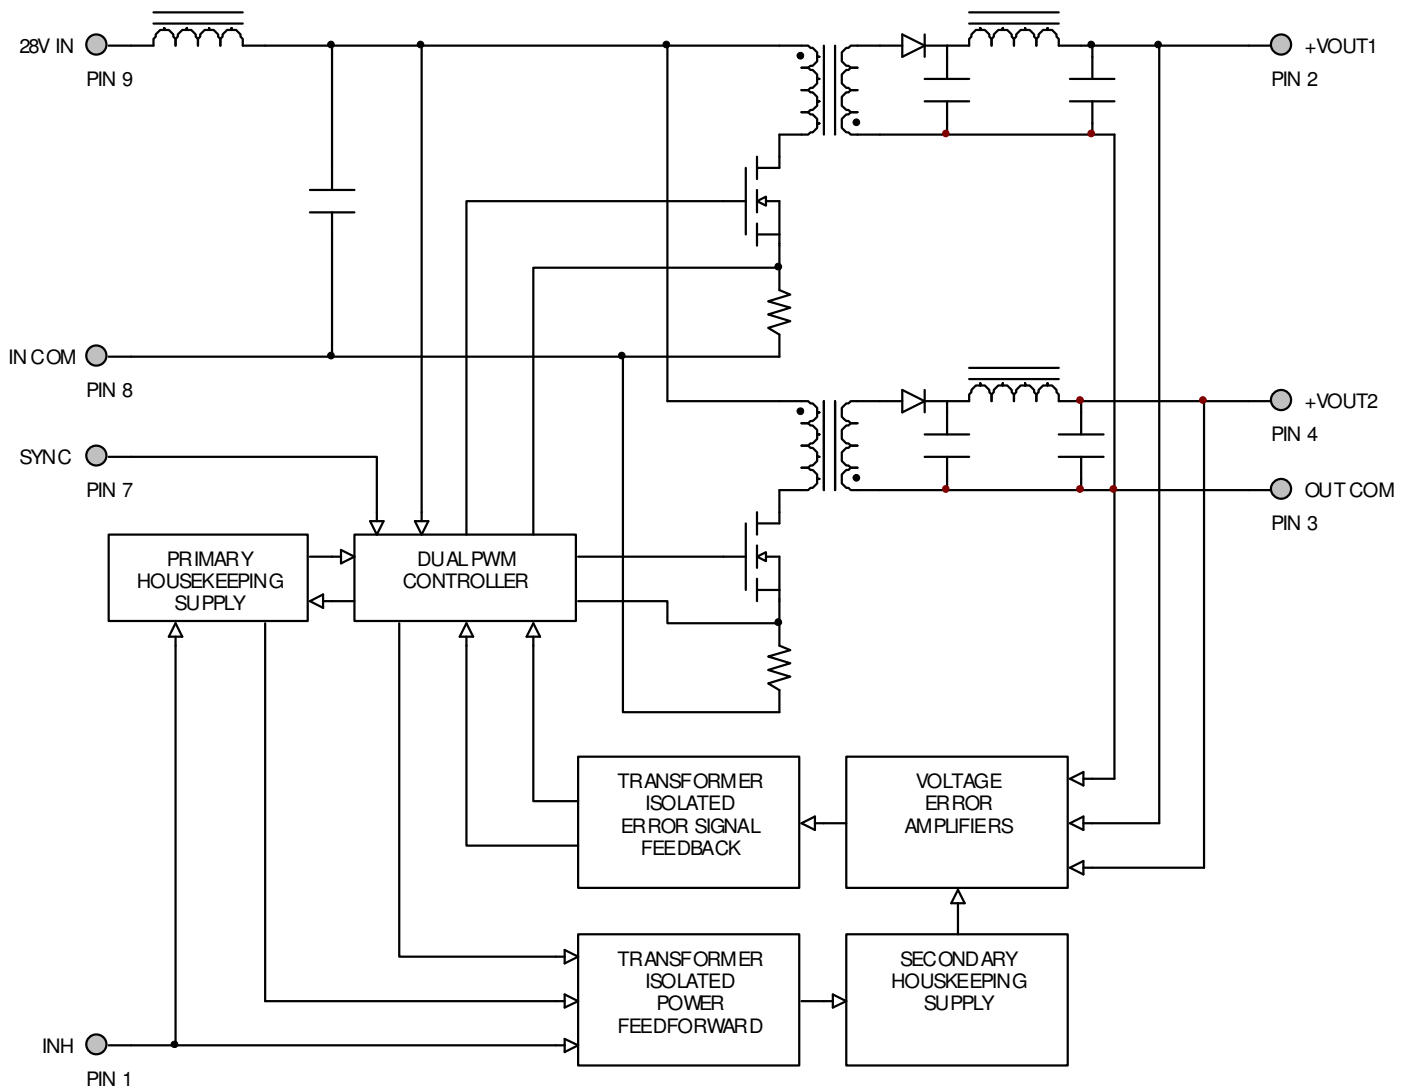 28V IN
PIN 9
+VOUT1
PIN 2
IN COM
PIN 8
+VOUT2
PIN 4
SYNC
PIN 7
OUT COM
PIN 3
PRIMARY
HOUSEKEEPING
SUPPLY
DUAL PWM
CONTROLLER
TRANSFORMER
ISOLATED
ERROR SIGNAL
FEEDBACK
VOLTAGE
ERROR
AMPLIFIERS
TRANSFORMER
ISOLATED
POWER
FEEDFORWARD
SECONDARY
HOUSKEEPING
SUPPLY
INH
PIN 1